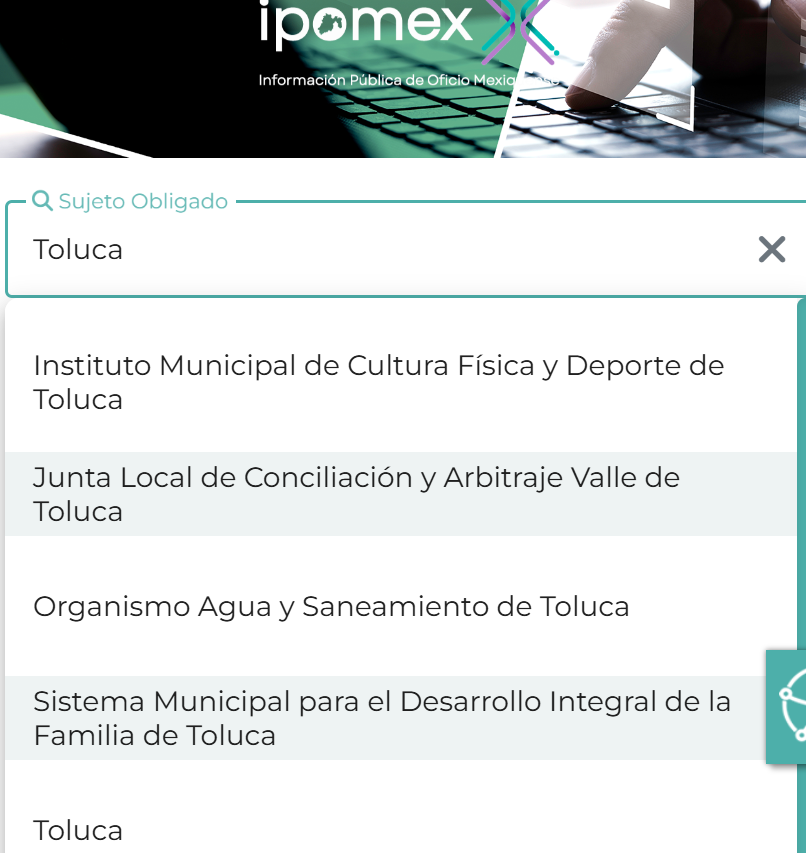 ipomex
Información Pública de Oficio Mexiquense
Sujeto Obligado
Toluca
Instituto Municipal de Cultura Física y Deporte de
Toluca
Junta Local de Conciliación y Arbitraje Valle de
Toluca
Organismo Agua y Saneamiento de Toluca
Sistema Municipal para el Desarrollo Integral de la
Familia de Toluca
Toluca